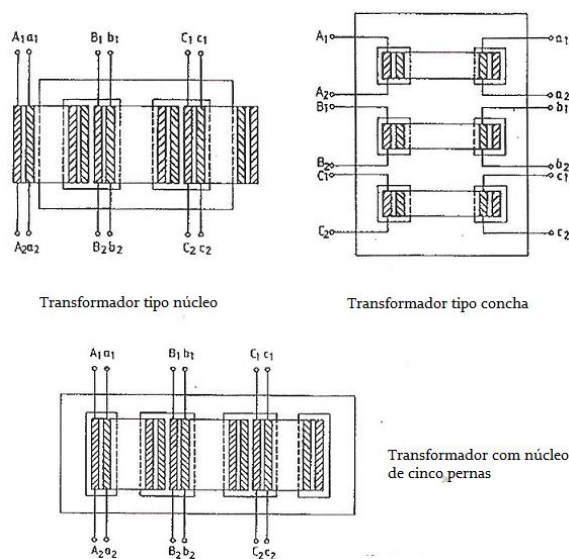 A1 a1 B1 b1 C1 c1
A2 a2 B2 b2 C2 c2
Transformador tipo núcleo
A1 a1
A2 a2
B1 b1
B2 b2
C1 c1
C2 c2
Transformador tipo concha
A1 a1 B1 b1 C1 c1
A2 a2 B2 b2 C2 c2
Transformador com núcleo
de cinco pernas